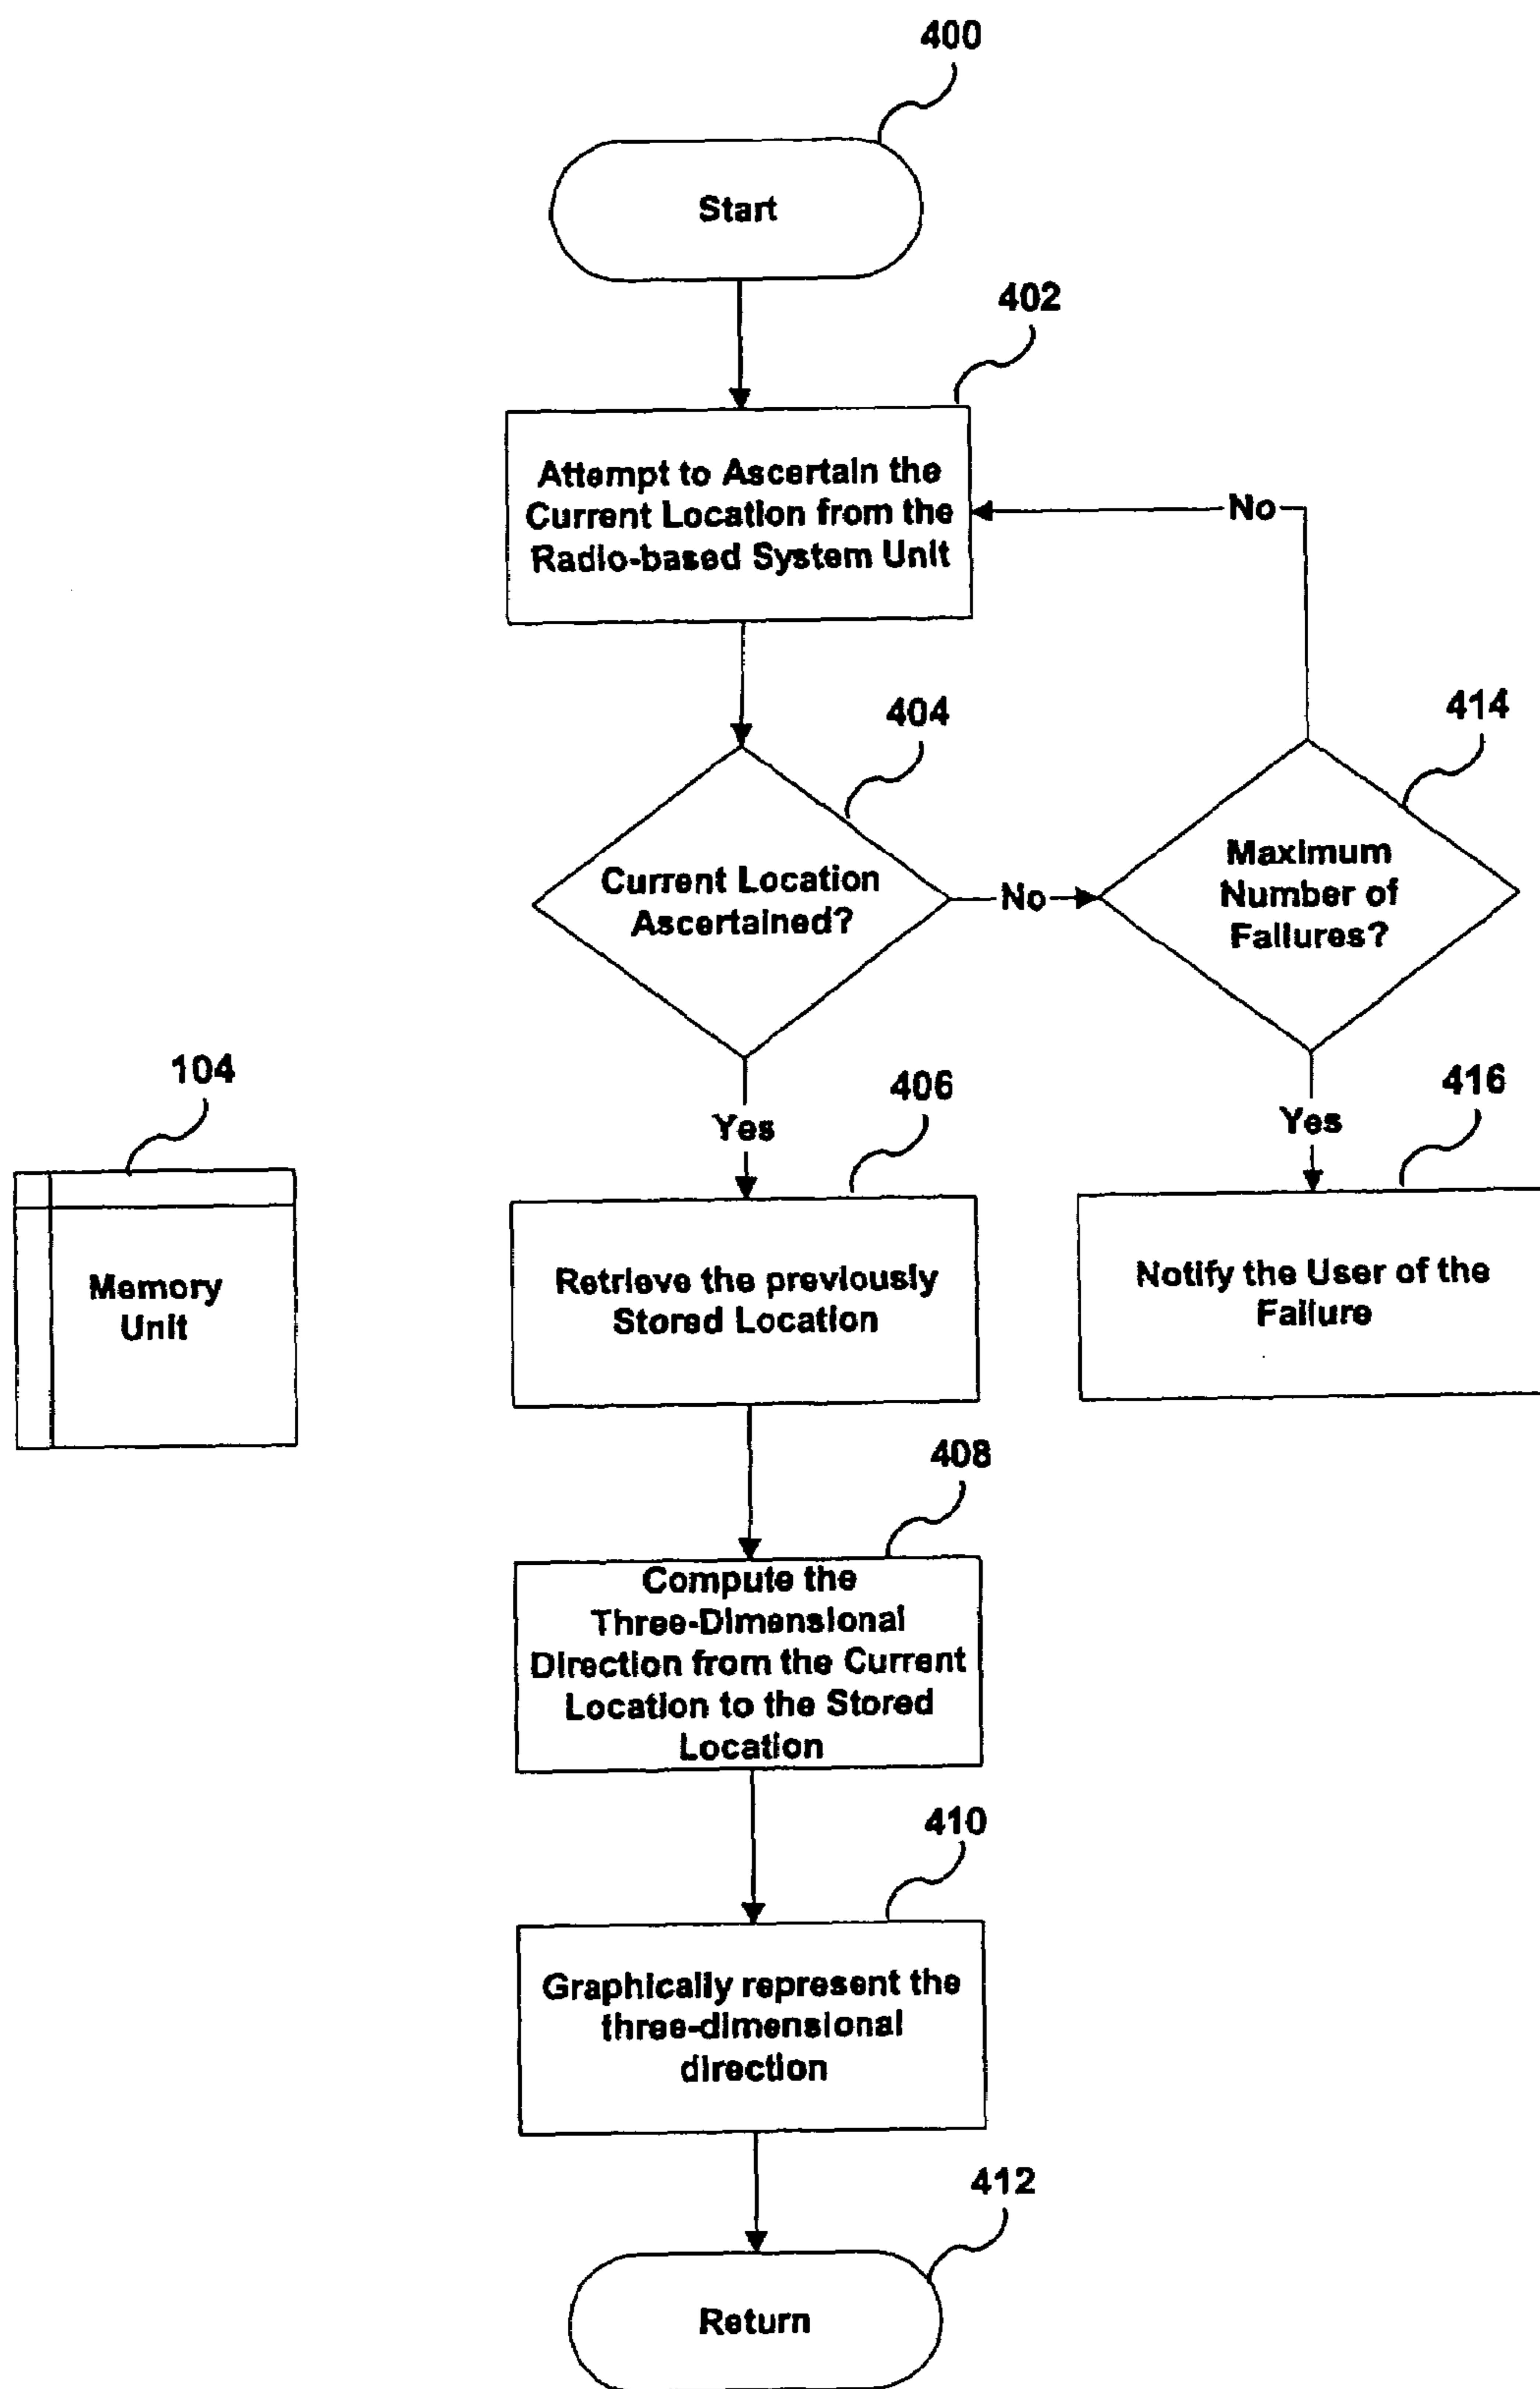 400
Start
402
Attempt to Ascertain the
Current Location from the
Radio-based System Unit
No
404
414
Current Location
Ascertained?
No
Maximum
Number of
Failures?
104
406
416
Yes
Yes
Memory
Unit
Retrieve the previously
Stored Location
Notify the User of the
Failure
408
Compute the
Three-Dimensional
Direction from the Current
Location to the Stored
Location
410
Graphically represent the
three-dimensional
direction
412
Return